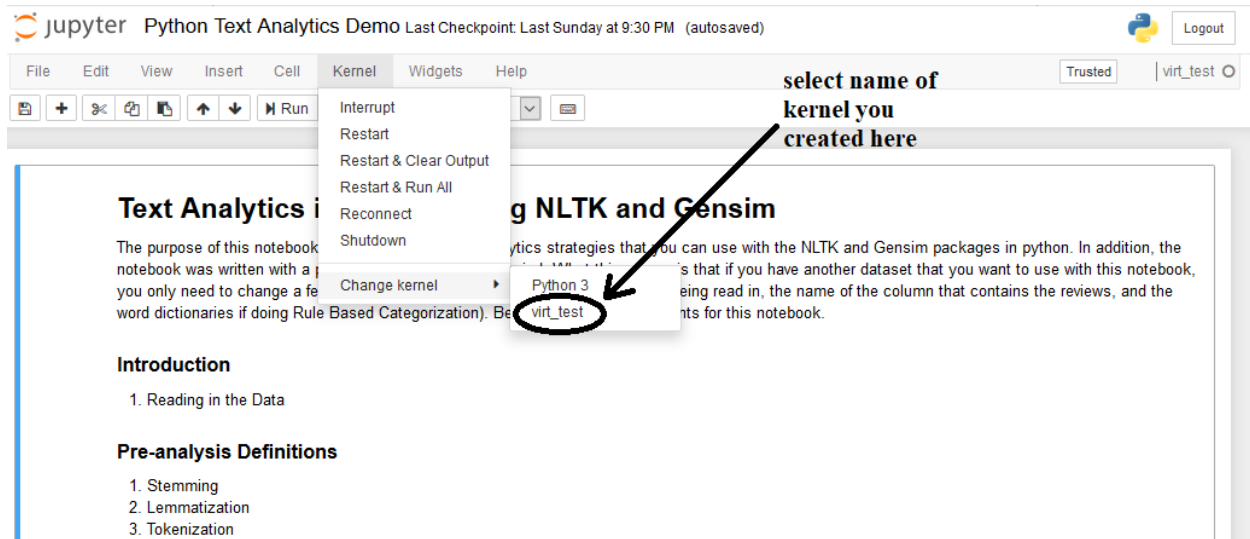 jupyter Python Text Analytics Demo Last Checkpoint: Last Sunday at 9:30 PM (autosaved) Logout
File Edit View Insert Cell Kernel Widgets Help Trusted virt_test
Run
select name of
kernel you
created here
Interrupt
Restart
Restart & Clear Output
Restart & Run All
Reconnect
Shutdown
Change kernel
Python 3
virt_test
Text Analytics i g NLTK and Gensim
The purpose of this notebook ytics strategies that you can use with the NLTK and Gensim packages in python. In addition, the
notebook was written with a p is that if you have another dataset that you want to use with this notebook,
you only need to change a fe eing read in, the name of the column that contains the reviews, and the
word dictionaries if doing Rule Based Categorization). Be nts for this notebook.
Introduction
1. Reading in the Data
Pre-analysis Definitions
1. Stemming
2. Lemmatization
3. Tokenization